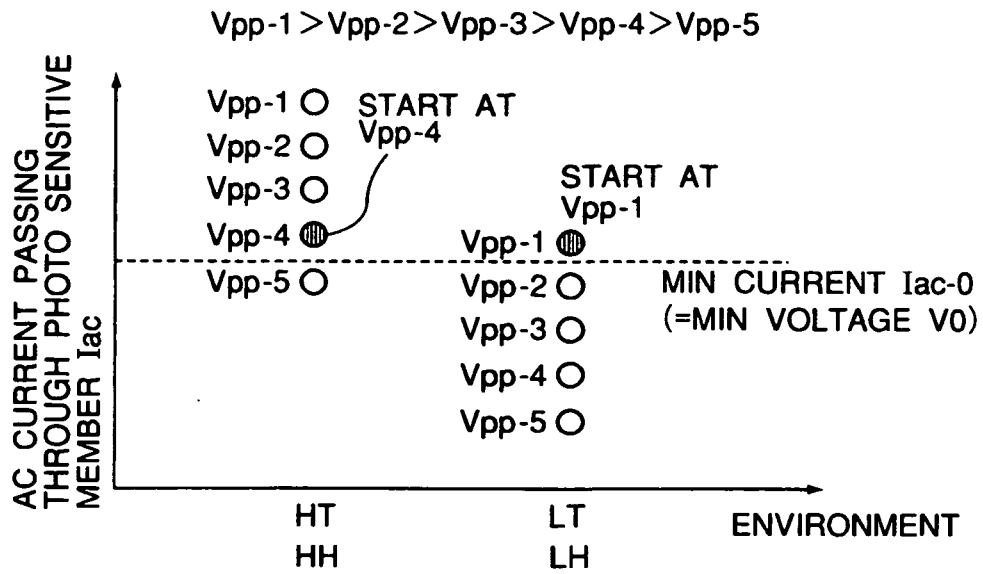 Vpp-1>Vpp-2>Vpp-3>Vpp-4>Vpp-5
AC CURRENT PASSING
THROUGH PHOTO SENSITIVE
MEMBER Iac
Vpp-1
Vpp-2
Vpp-3
Vpp-4
Vpp-5
START AT
Vpp-4
START AT
Vpp-1
Vpp-1
Vpp-2
Vpp-3
Vpp-4
Vpp-5
MIN CURRENT Iac-0
(=MIN VOLTAGE V0)
HT
HH
LT
LH
ENVIRONMENT